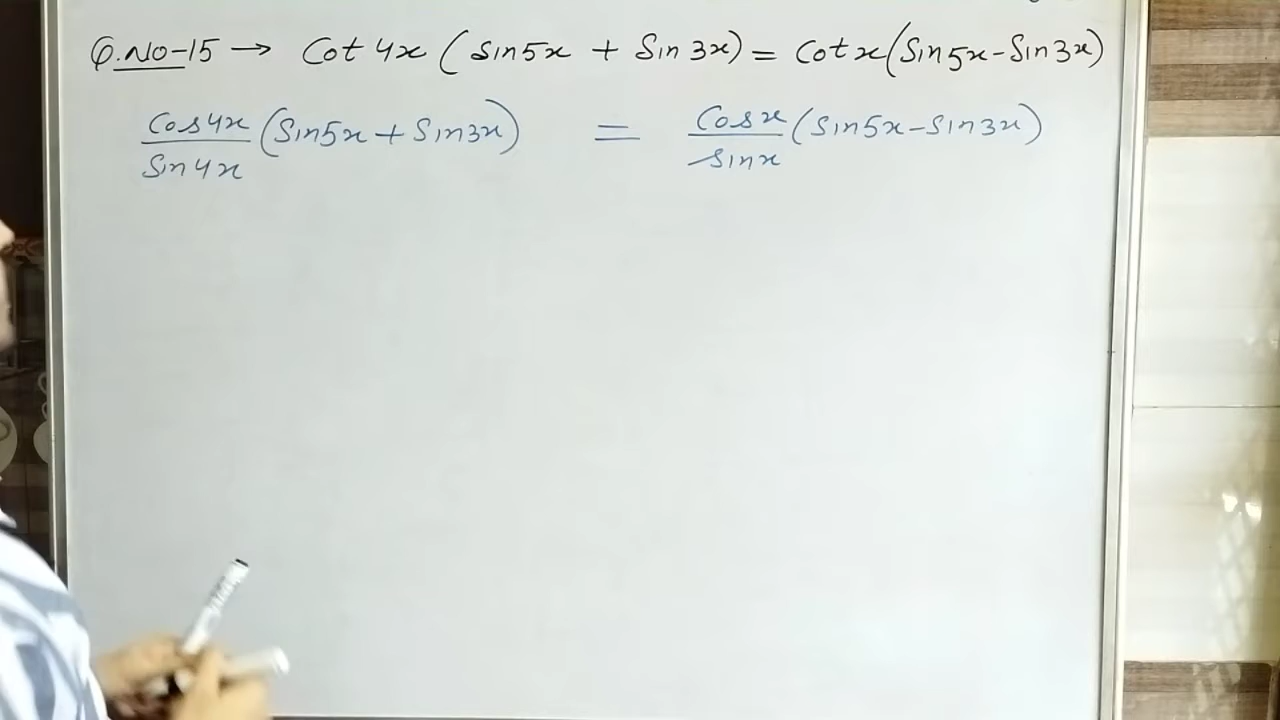 Q.No-15 → Cot 4x ( Sin5x + Sin 3x) = Cot x (Sin5x-Sin3x)
Cos4x/Sin4x (Sin5x + Sin3x) = Cosx/Sinx (Sin5x-Sin3x)